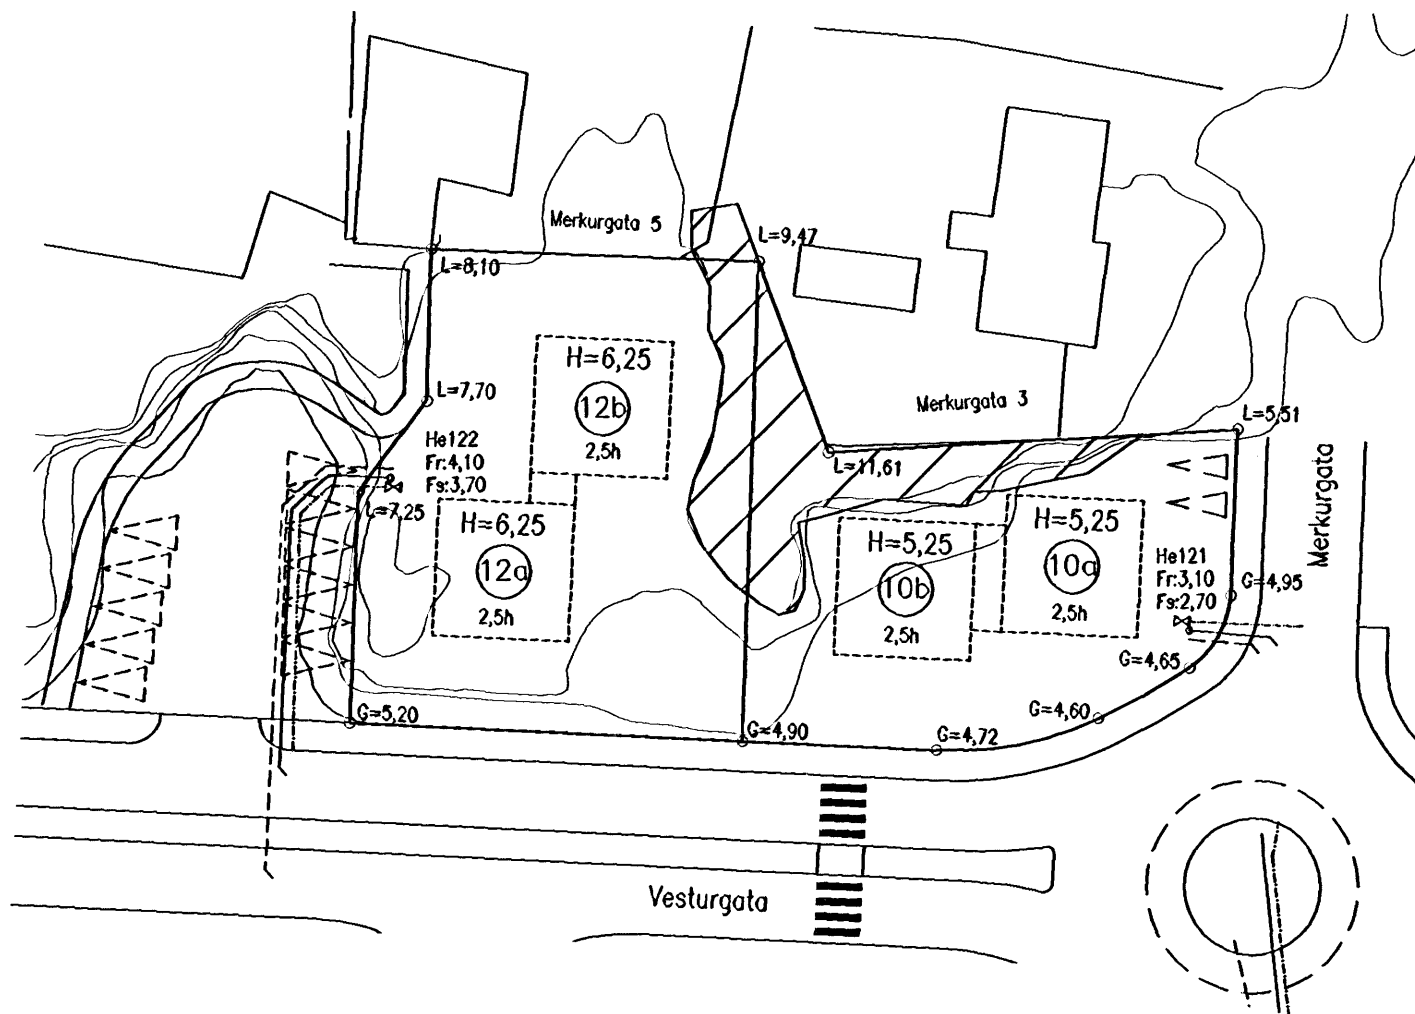 Merkurgata 5
L=9,47
L=8,10
H=6,25
12b
2,5h
L=7,70
Merkurgata 3
L=5,51
He122
Fr:4,10
Fs:3,70
L=11,61
Merkurgata
L=7,25
H=6,25
12a
2,5h
H=5,25
10b
2,5h
H=5,25
10a
2,5h
He121
Fr:3,10
Fs:2,70
G=4,95
G=4,65
G=5,20
G=4,90
G=4,72
G=4,60
Vesturgata